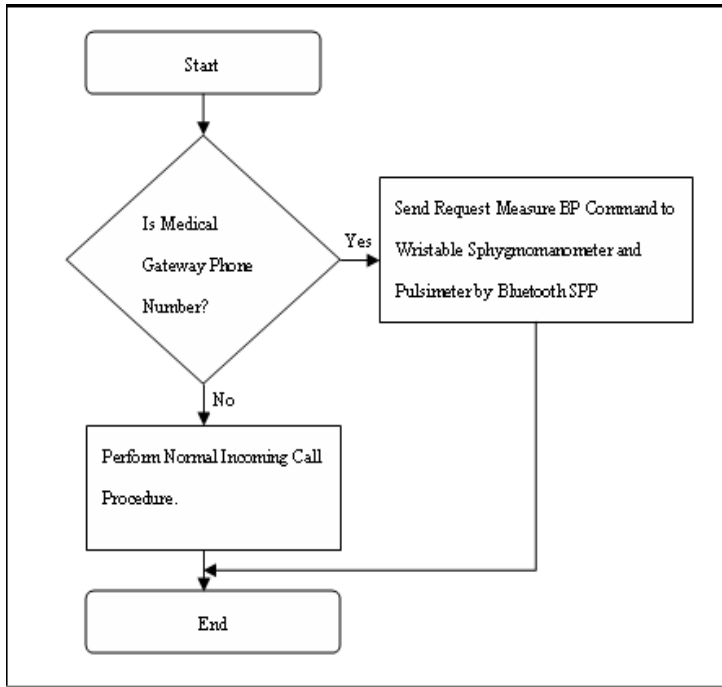 Start
Is Medical
Gateway Phone
Number?
Yes
Send Request Measure BP Command to
Wristable Sphygmomanometer and
Pulsimeter by Bluetooth SPP
No
Perform Normal Incoming Call
Procedure.
End